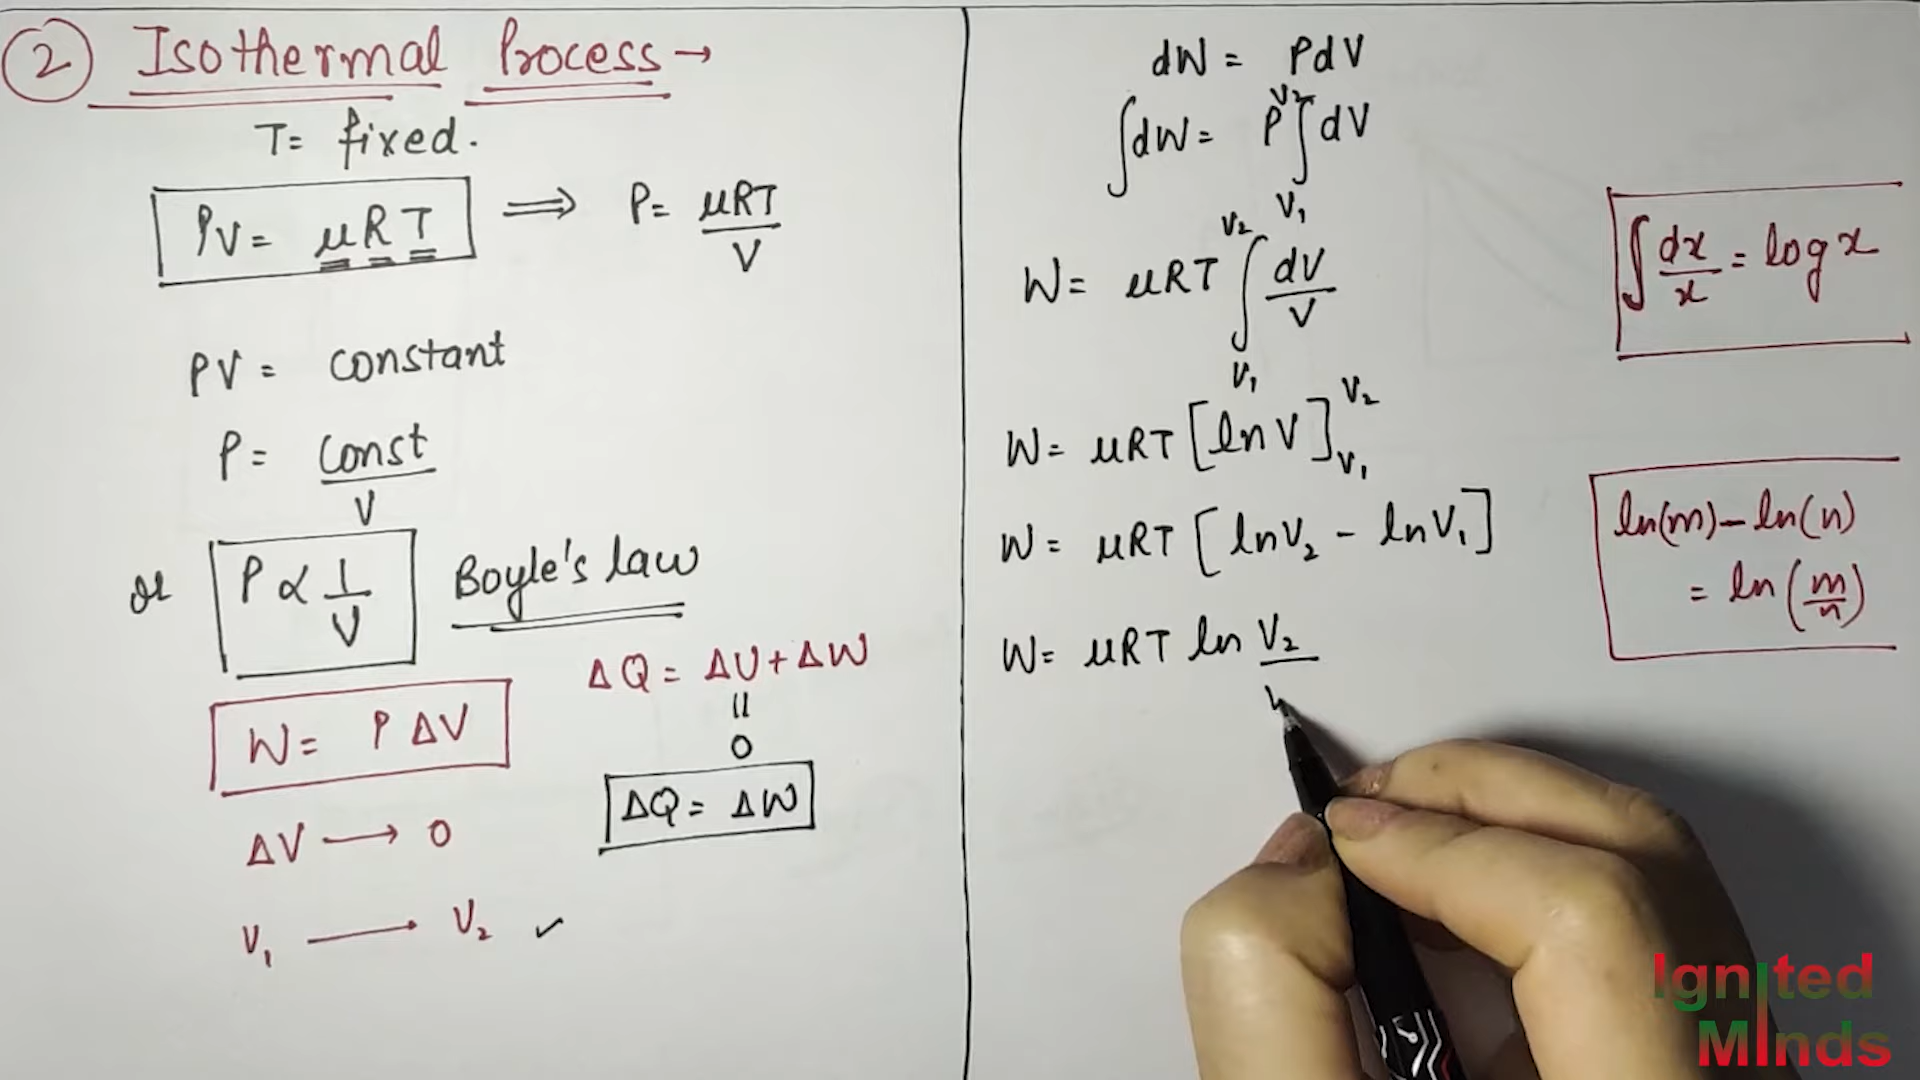 ② Isothermal Process →
T = fixed.
PV = μRT ⟹ P = μRT/V
PV = constant
P = const/V
or P ∝ 1/V Boyle's law
W = P ΔV
ΔV → 0
V₁ → V₂ ✓
ΔQ = ΔU + ΔW
॥
0
ΔQ = ΔW
dW = PdV
∫dW = P ∫_{V₁}^{V₂} dV
W = μRT ∫_{V₁}^{V₂} dV/V
W = μRT [ln V]_{V₁}^{V₂}
W = μRT [lnV₂ - lnV₁]
W = μRT ln V₂/
∫ dx/x = log x
ln(m) - ln(n)
= ln (m/n)
Ignited
Minds